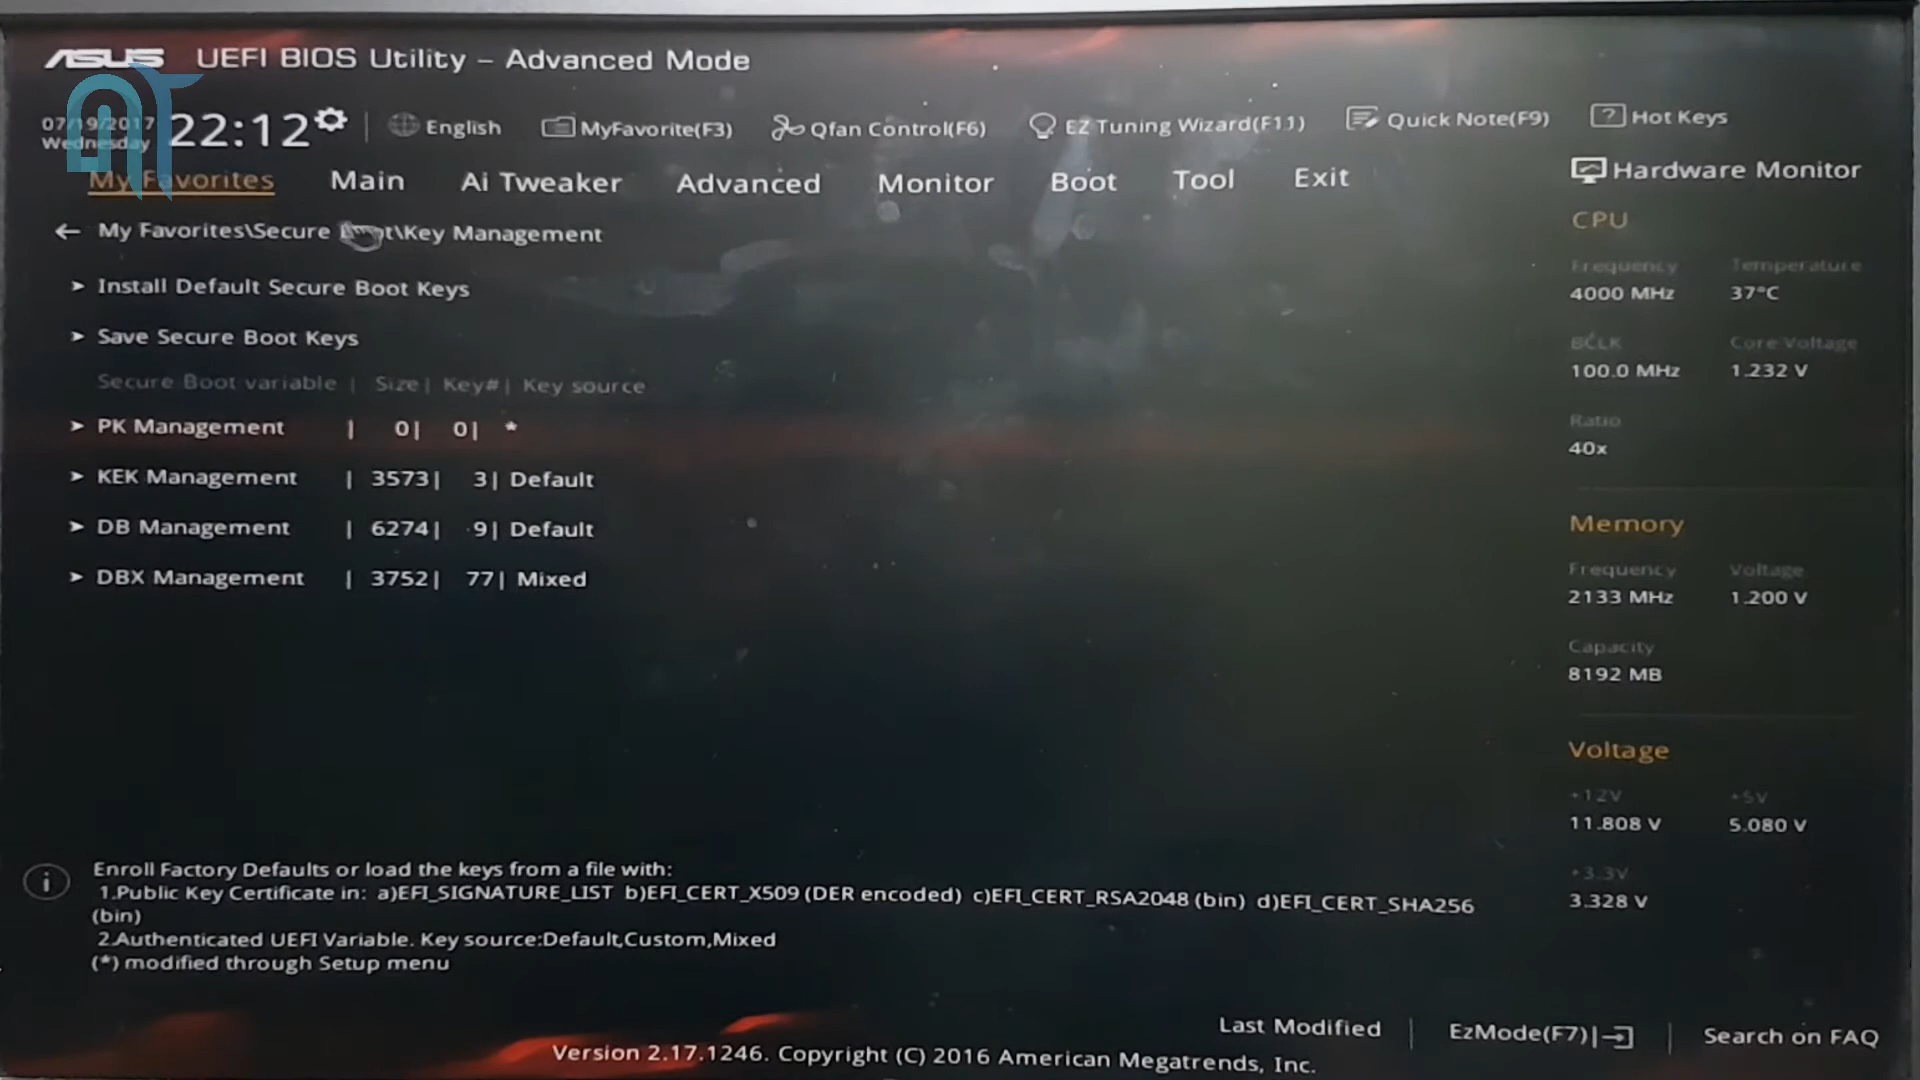 ASUS UEFI BIOS Utility – Advanced Mode
07/19/2017 Wednesday 22:12 English MyFavorite(F3) Qfan Control(F6) EZ Tuning Wizard(F11) Quick Note(F9) ? Hot Keys
My Favorites Main Ai Tweaker Advanced Monitor Boot Tool Exit
My Favorites\Secure Boot\Key Management
Install Default Secure Boot Keys
Save Secure Boot Keys
Secure Boot variable | Size| Key#| Key source
PK Management | 0| 0| *
KEK Management | 3573| 3| Default
DB Management | 6274| 9| Default
DBX Management | 3752| 77| Mixed
Enroll Factory Defaults or load the keys from a file with:
1.Public Key Certificate in: a)EFI_SIGNATURE_LIST b)EFI_CERT_X509 (DER encoded) c)EFI_CERT_RSA2048 (bin) d)EFI_CERT_SHA256
(bin)
2.Authenticated UEFI Variable. Key source:Default,Custom,Mixed
(*) modified through Setup menu
Hardware Monitor
CPU
Frequency Temperature
4000 MHz 37°C
BCLK Core Voltage
100.0 MHz 1.232 V
Ratio
40x
Memory
Frequency Voltage
2133 MHz 1.200 V
Capacity
8192 MB
Voltage
+12V +5V
11.808 V 5.080 V
+3.3V
3.328 V
Last Modified | EzMode(F7)| | Search on FAQ
Version 2.17.1246. Copyright (C) 2016 American Megatrends, Inc.